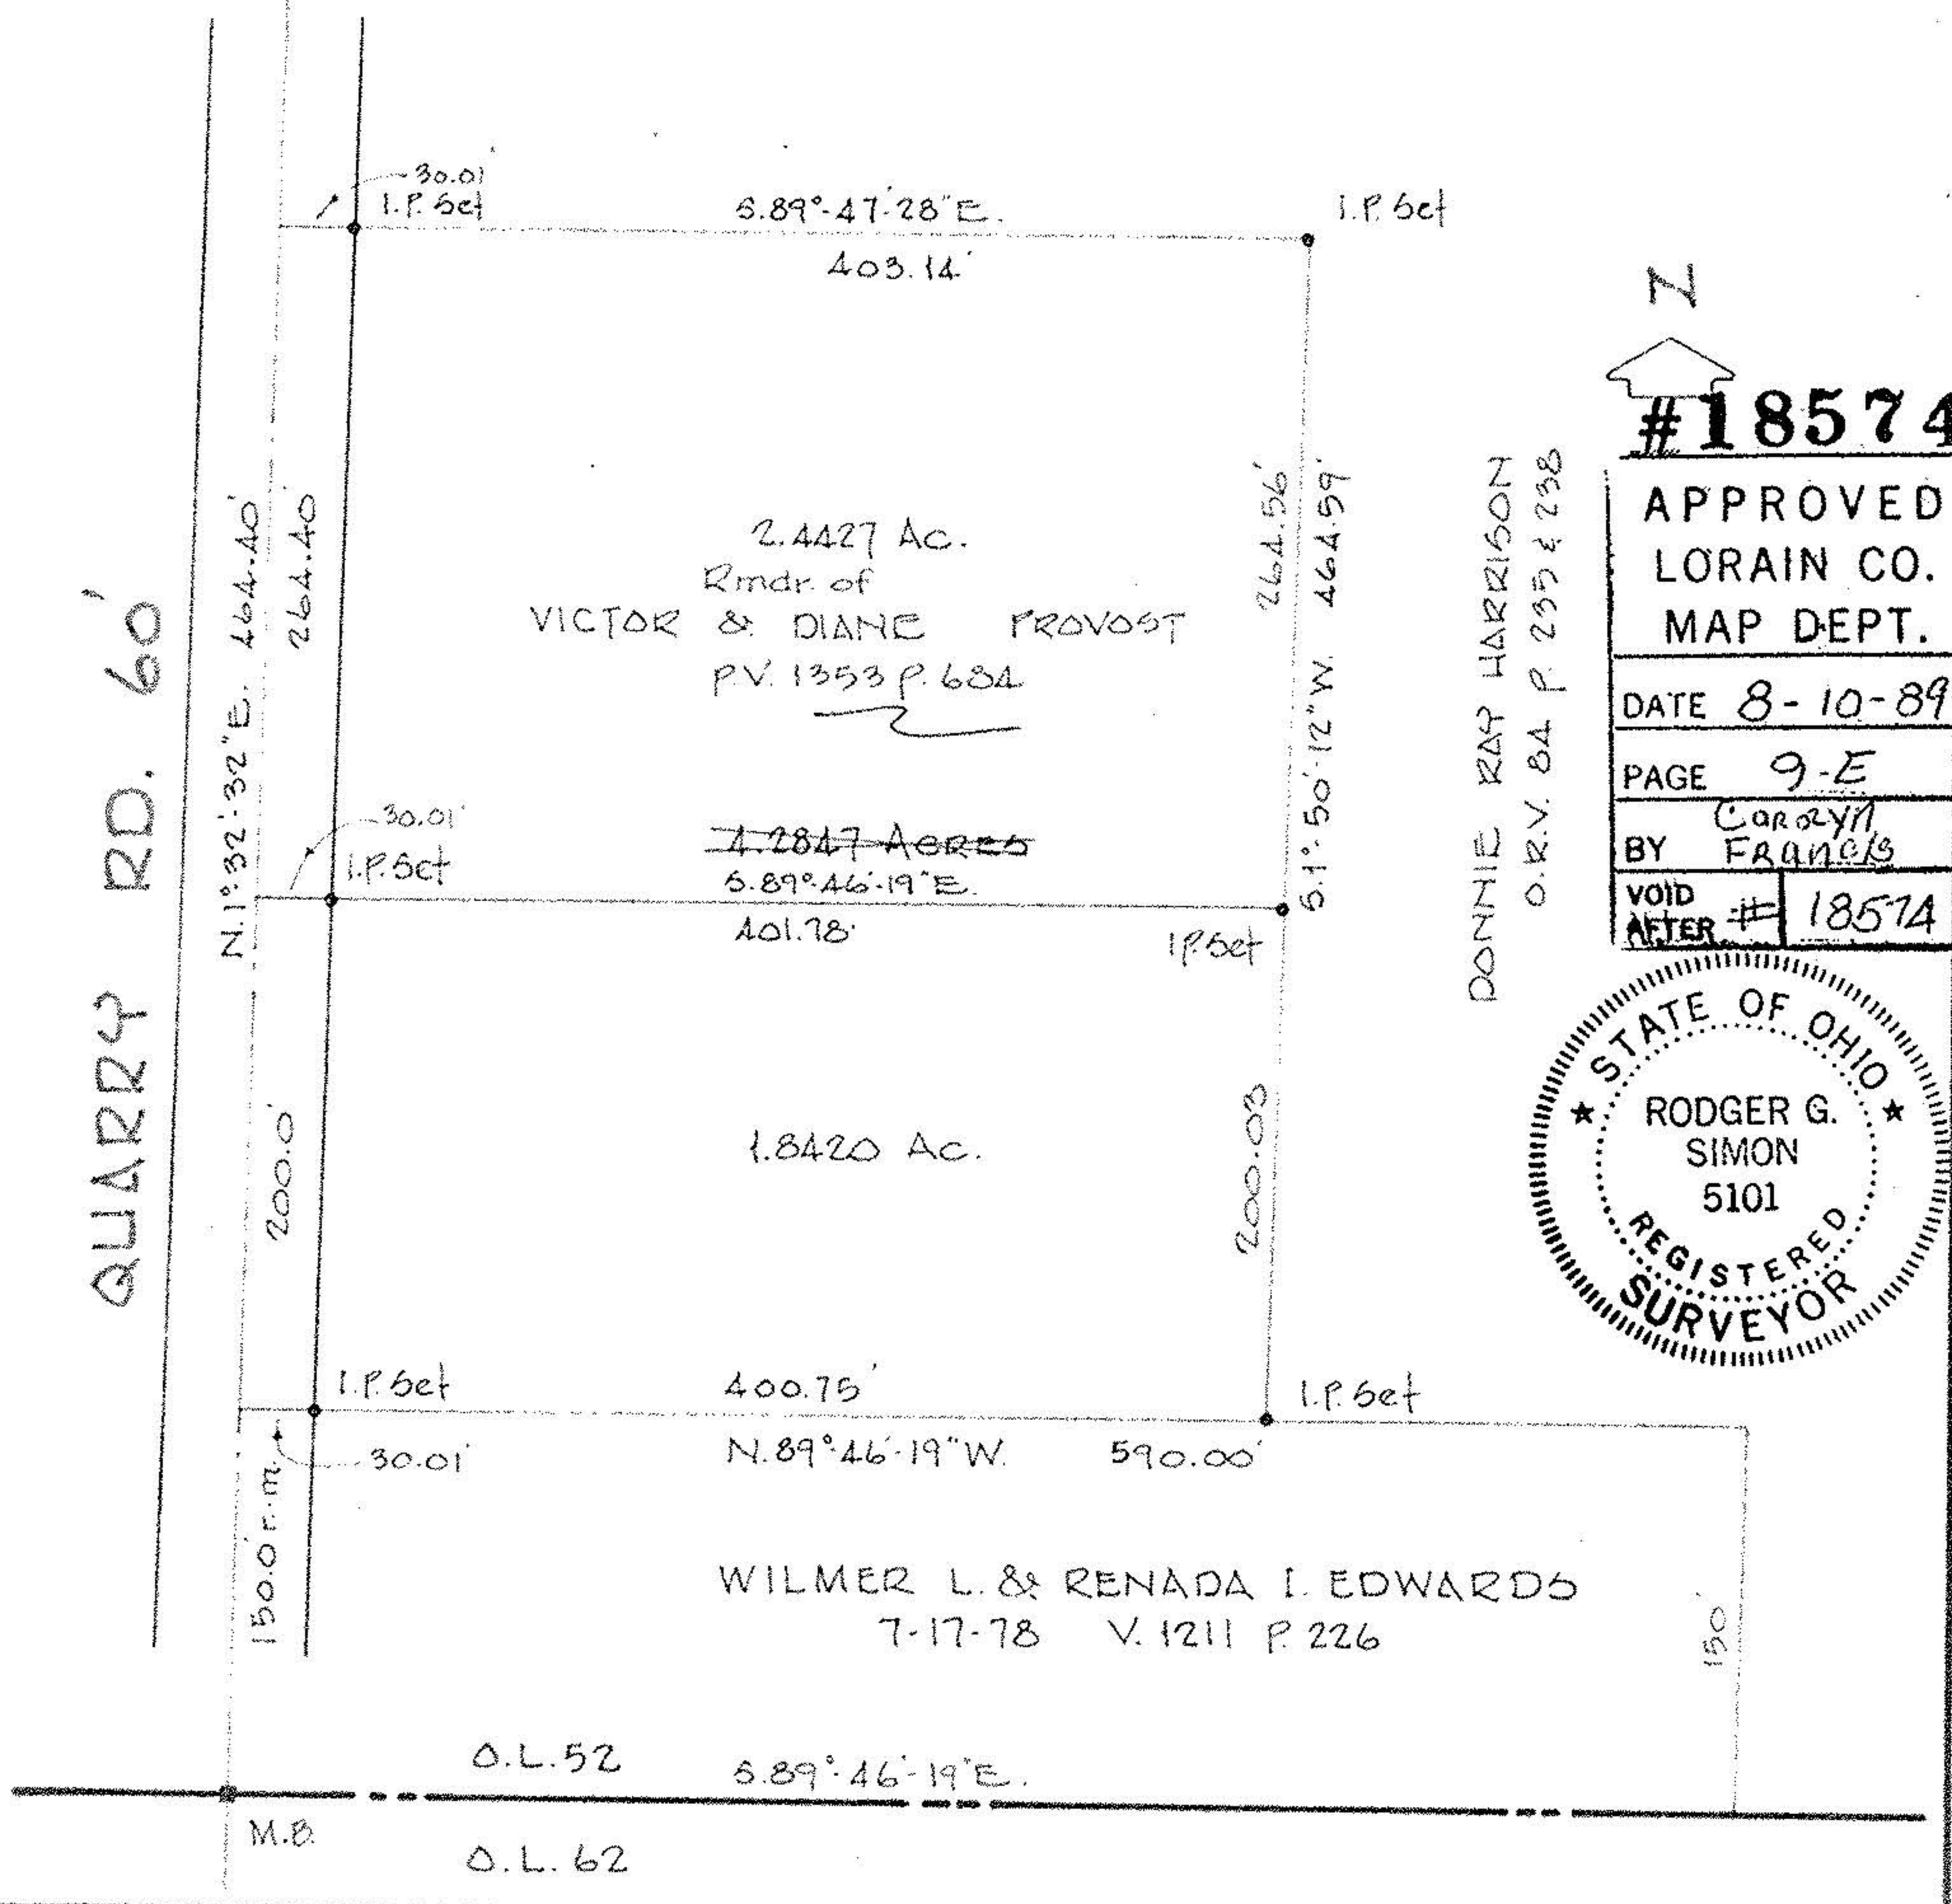 30.01'
I.P. Set
S.89°-47'-28"E.
403.14'
I.P. Set
N
#18574
APPROVED
LORAIN CO.
MAP DEPT.
DATE 8-10-89
PAGE 9-E
BY Carolyn Francis
VOID AFTER # 18574
QUARRY RD. 60'
N.1°-32'-32"E. 464.40'
264.40'
2.4427 Ac.
Rmdr. of
VICTOR & DIANE PROVOST
P.V. 1353 P. 684
264.56'
S.1°-50'-12"W. 464.59'
DONNIE RAY HARRISON
O.R.V. 84 P. 235 & 238
30.01'
I.P. Set
4.2847 ACRES
S.89°-46'-19"E.
401.78'
I.P. Set
STATE OF OHIO
RODGER G.
SIMON
5101
REGISTERED
SURVEYOR
200.0'
1.8420 Ac.
200.03
I.P. Set
400.75'
I.P. Set
30.01'
N.89°-46'-19"W. 590.00'
150.0' r.m.
WILMER L. & RENADA I. EDWARDS
7-17-78 V. 1211 P. 226
150'
O.L. 52
S.89°-46'-19"E.
M.B.
O.L. 62